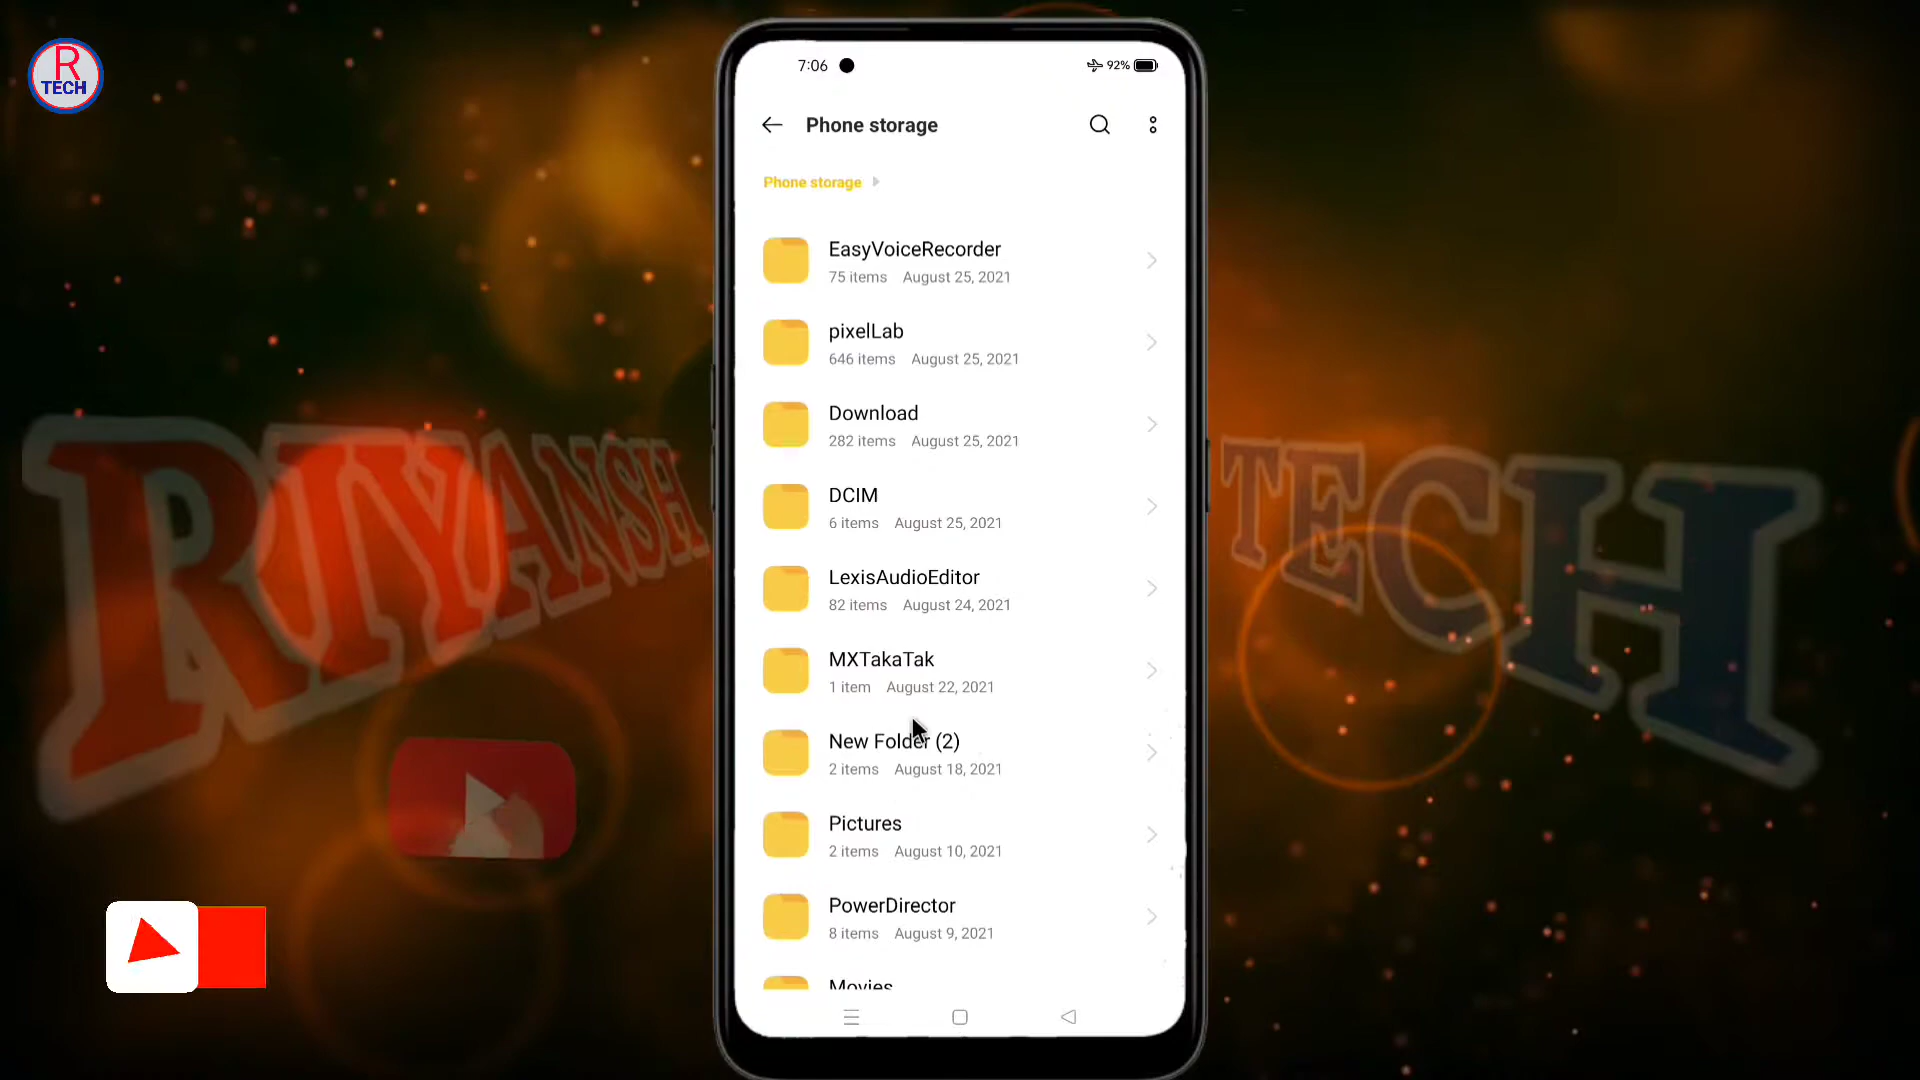 R
TECH
7:06
92%
Phone storage
Phone storage
EasyVoiceRecorder
75 items August 25, 2021
pixelLab
646 items August 25, 2021
Download
282 items August 25, 2021
DCIM
6 items August 25, 2021
LexisAudioEditor
82 items August 24, 2021
MXTakaTak
1 item August 22, 2021
New Folder (2)
2 items August 18, 2021
Pictures
2 items August 10, 2021
PowerDirector
8 items August 9, 2021
Movies
RIYANSH TECH